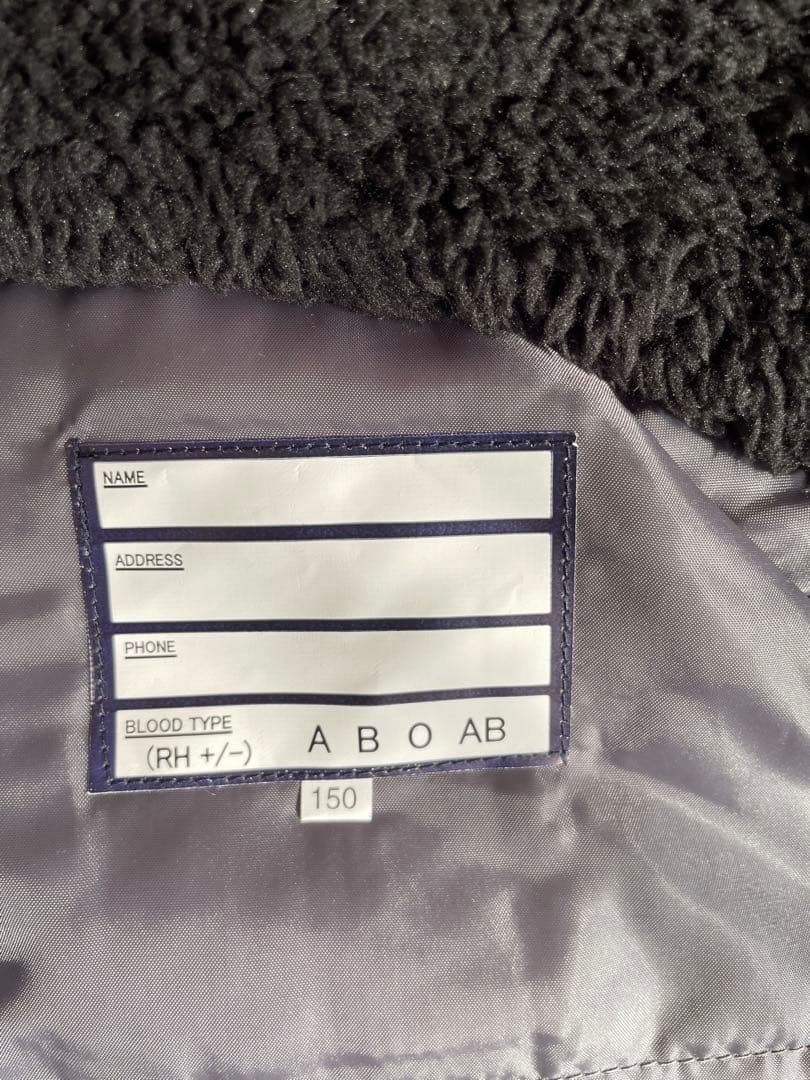 NAME
ADDRESS
PHONE
BLOOD TYPE
(RH +/-) A B O AB
150